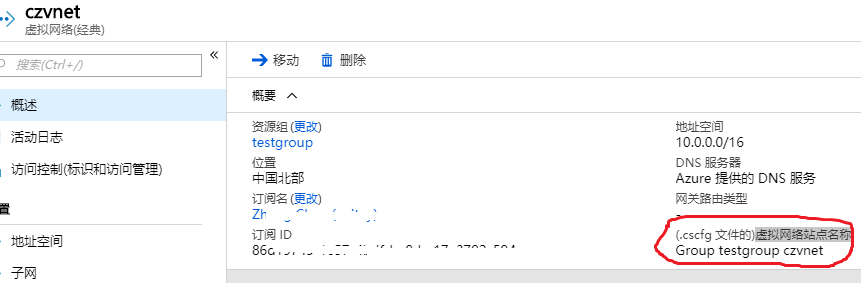 czvnet
虚拟网络(经典)
搜索(Ctrl+/)
概述
活动日志
访问控制(标识和访问管理)
置
地址空间
子网
移动 删除
概要
资源组 (更改)
testgroup
位置
中国北部
订阅名 (更改)
订阅 ID
地址空间
10.0.0.0/16
DNS 服务器
Azure 提供的 DNS 服务
网关路由类型
-
(.cscfg 文件的)虚拟网络站点名称
Group testgroup czvnet